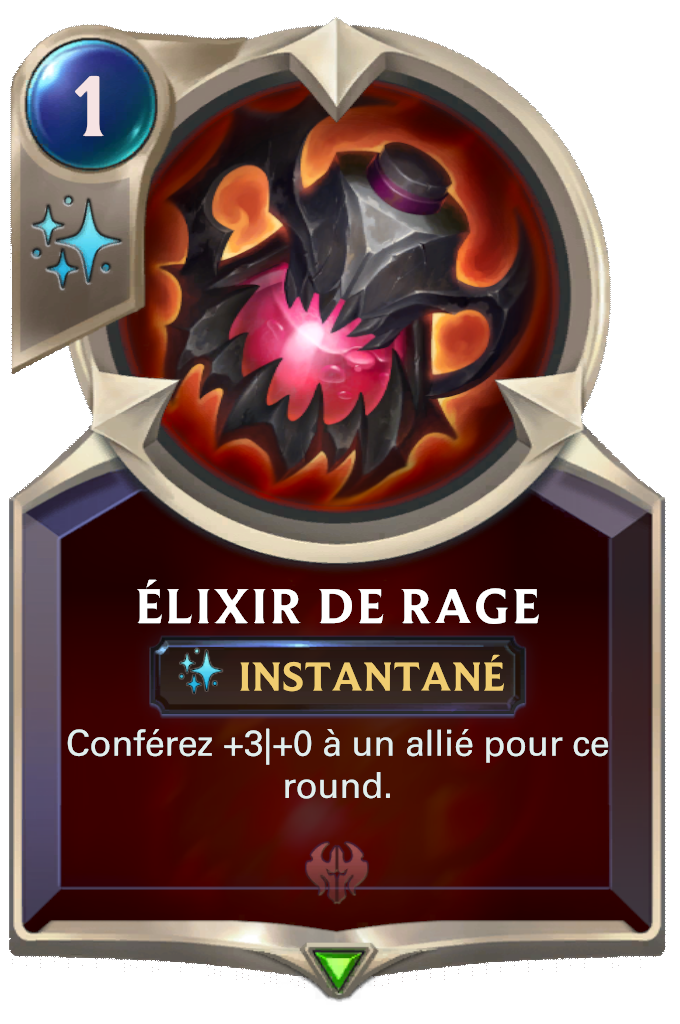 1
ÉLIXIR DE RAGE
INSTANTANÉ
Conférez +3|+0 à un allié pour ce
round.